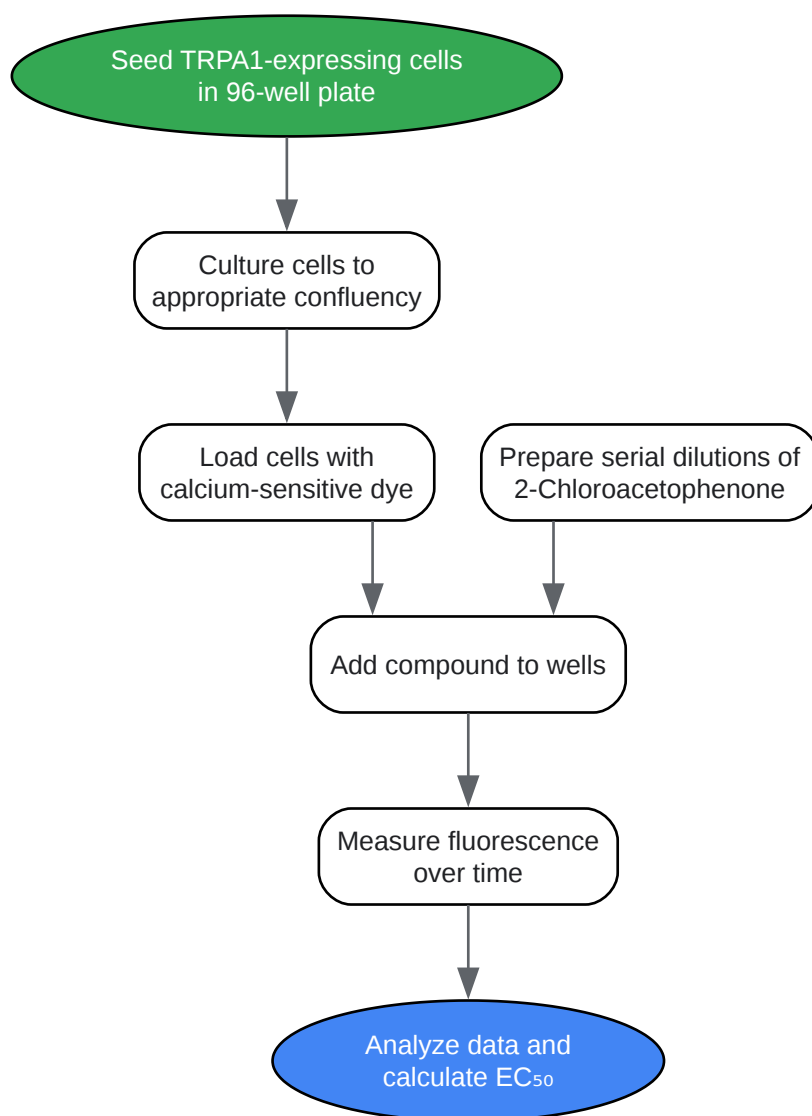 Seed TRPA1-expressing cells
in 96-well plate
Culture cells to
appropriate confluency
Load cells with
calcium-sensitive dye
Prepare serial dilutions of
2-Chloroacetophenone
Add compound to wells
Measure fluorescence
over time
Analyze data and
calculate EC₅₀